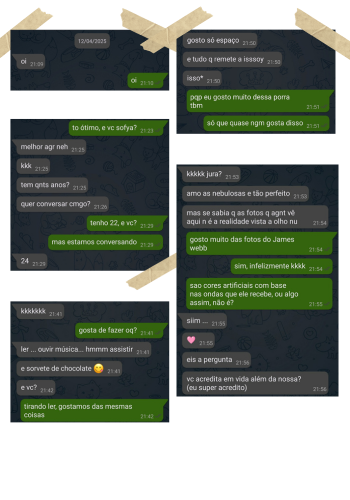 12/04/2025
oi 21:09
oi 21:10
to ótimo, e vc sofya? 21:23
melhor agr neh 21:25
kkk 21:25
tem qnts anos? 21:25
quer conversar cmgo? 21:26
tenho 22, e vc? 21:29
mas estamos conversando 21:29
24 21:29
kkkkkkk 21:41
gosta de fazer oq? 21:41
ler ... ouvir música... hmmm assistir 21:41
e sorvete de chocolate 😋 21:41
e vc? 21:42
tirando ler, gostamos das mesmas
coisas 21:42
gosto só espaço 21:50
e tudo q remete a isssoy 21:50
isso* 21:50
pqp eu gosto muito dessa porra
tbm 21:51
só que quase ngm gosta disso 21:51
kkkkk jura? 21:53
amo as nebulosas e tão perfeito 21:53
mas se sabia q as fotos q agnt vê
aqui n é a realidade vista a olho nu 21:54
gosto muito das fotos do James
webb 21:54
sim, infelizmente kkkk 21:54
sao cores artificiais com base
nas ondas que ele recebe, ou algo
assim, não é? 21:55
siim ... 21:55
🩷 21:55
eis a pergunta 21:56
vc acredita em vida além da nossa?
(eu super acredito) 21:56